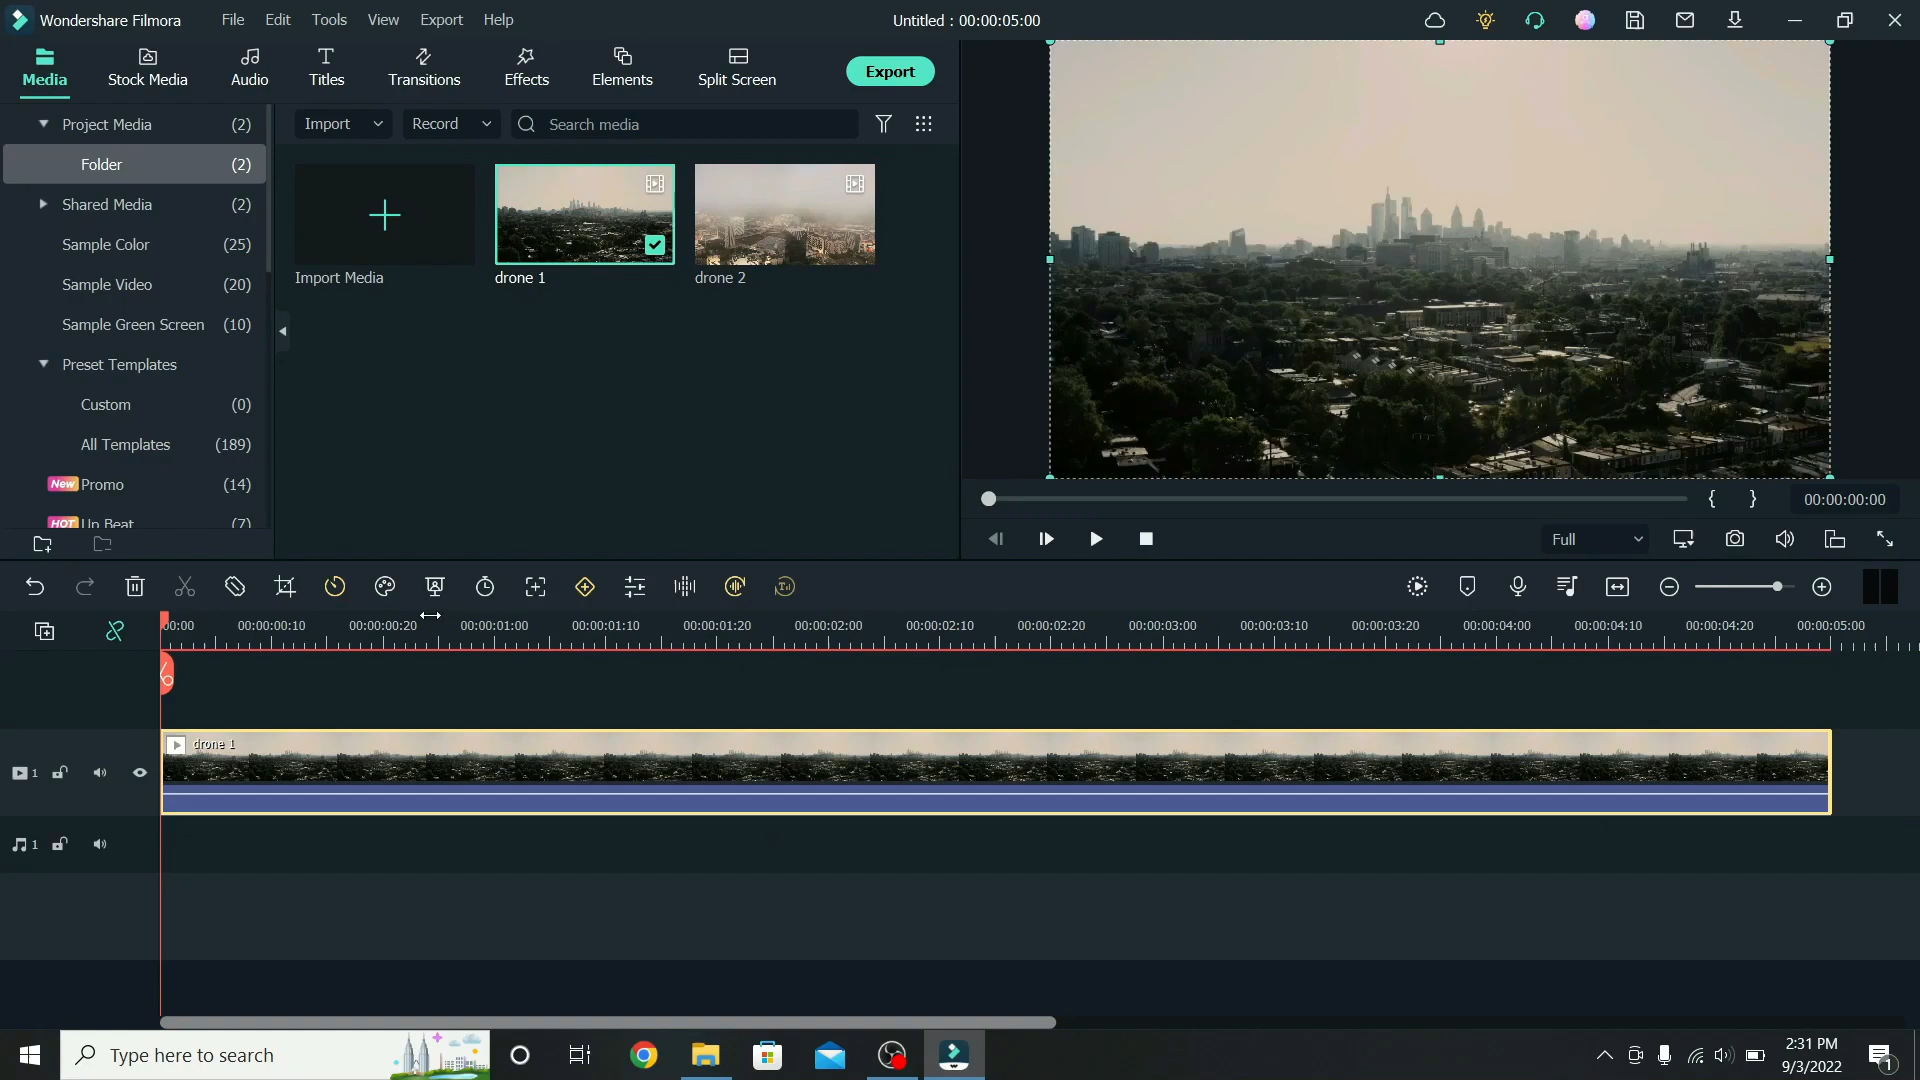 Wondershare Filmora
File
Edit
Tools
View
Export
Help
Untitled : 00:00:05:00
Media
Stock Media
Audio
Titles
Transitions
Effects
Elements
Split Screen
Export
Project Media (2)
Folder (2)
Shared Media (2)
Sample Color (25)
Sample Video (20)
Sample Green Screen (10)
Preset Templates
Custom (0)
All Templates (189)
New Promo (14)
HOT Up Beat (7)
Import
Record
Search media
Import Media
drone 1
drone 2
{ }
00:00:00:00
Full
00:00
00:00:00:10
00:00:00:20
00:00:01:00
00:00:01:10
00:00:01:20
00:00:02:00
00:00:02:10
00:00:02:20
00:00:03:00
00:00:03:10
00:00:03:20
00:00:04:00
00:00:04:10
00:00:04:20
00:00:05:00
drone 1
1
1
Type here to search
2:31 PM
9/3/2022
1